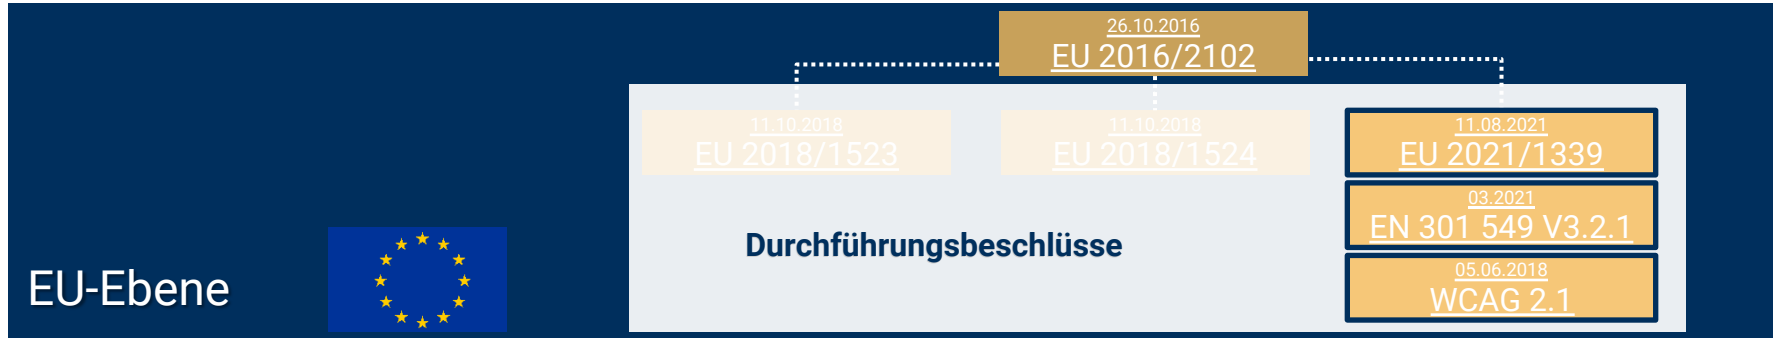 26.10.2016
EU 2016/2102
11.10.2018
EU 2018/1523
11.10.2018
EU 2018/1524
11.08.2021
EU 2021/1339
03.2021
EN 301 549 V3.2.1
05.06.2018
WCAG 2.1
Durchführungsbeschlüsse
EU-Ebene